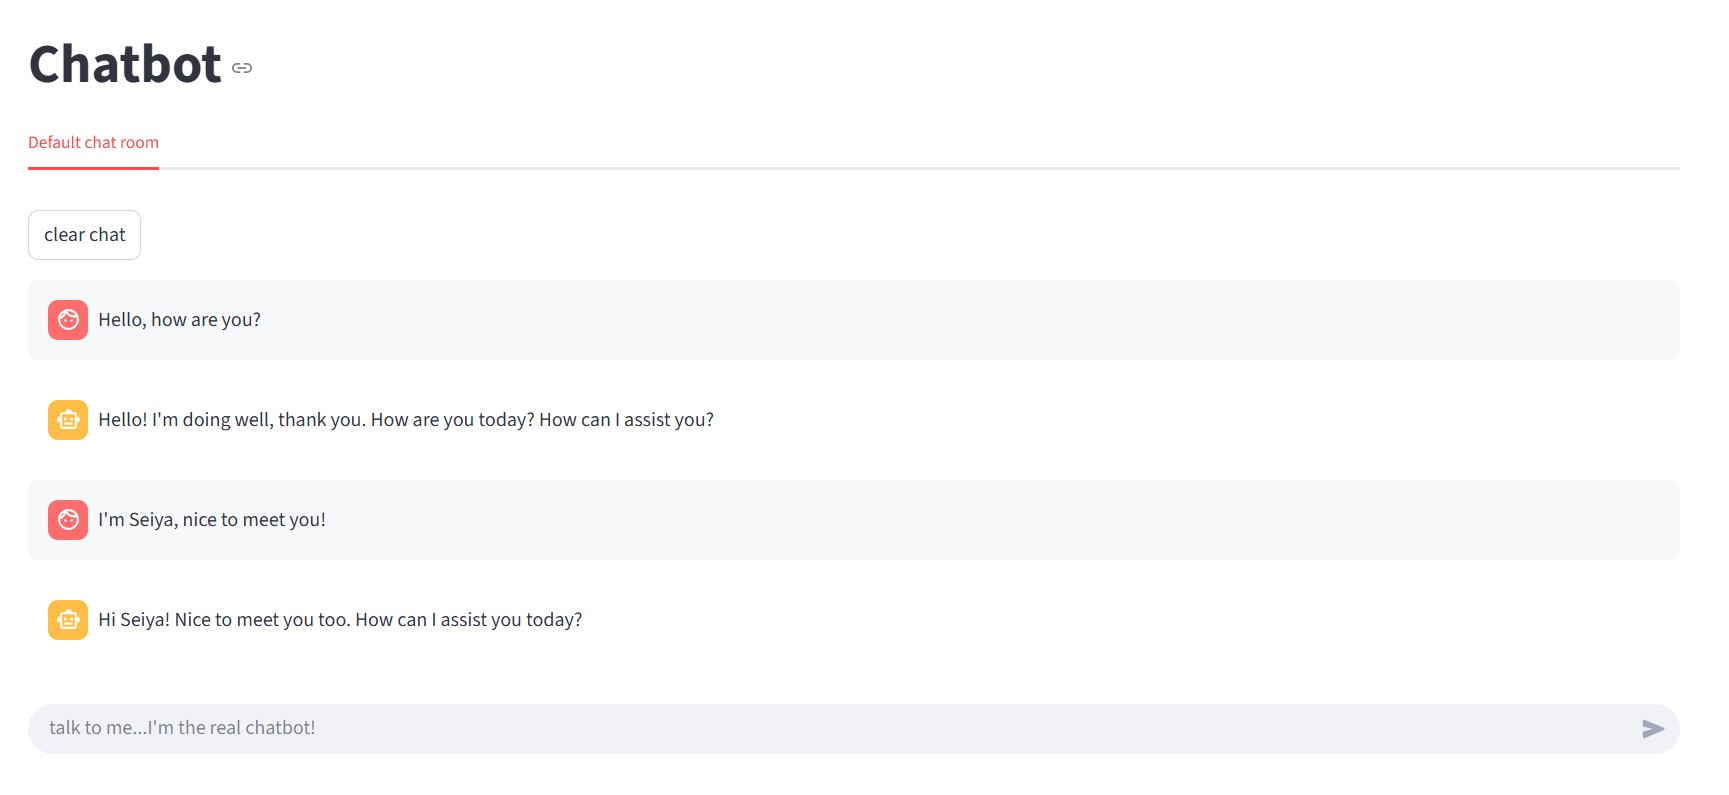 Chatbot
Default chat room
clear chat
Hello, how are you?
Hello! I'm doing well, thank you. How are you today? How can I assist you?
I'm Seiya, nice to meet you!
Hi Seiya! Nice to meet you too. How can I assist you today?
talk to me...I'm the real chatbot!